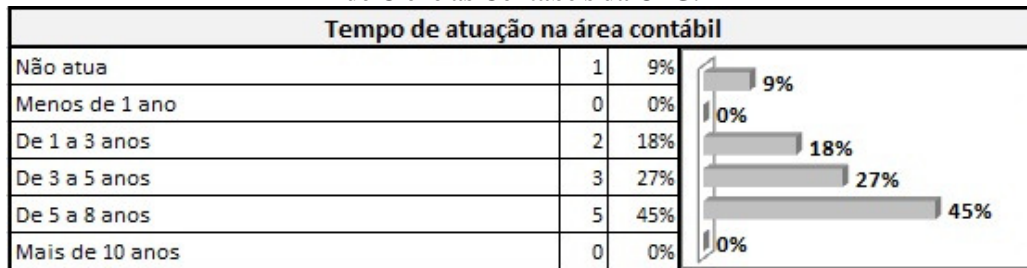 Tempo de atuação na área contábil
Não atua 1 9% 9%
Menos de 1 ano 0 0% 0%
De 1 a 3 anos 2 18% 18%
De 3 a 5 anos 3 27% 27%
De 5 a 8 anos 5 45% 45%
Mais de 10 anos 0 0% 0%